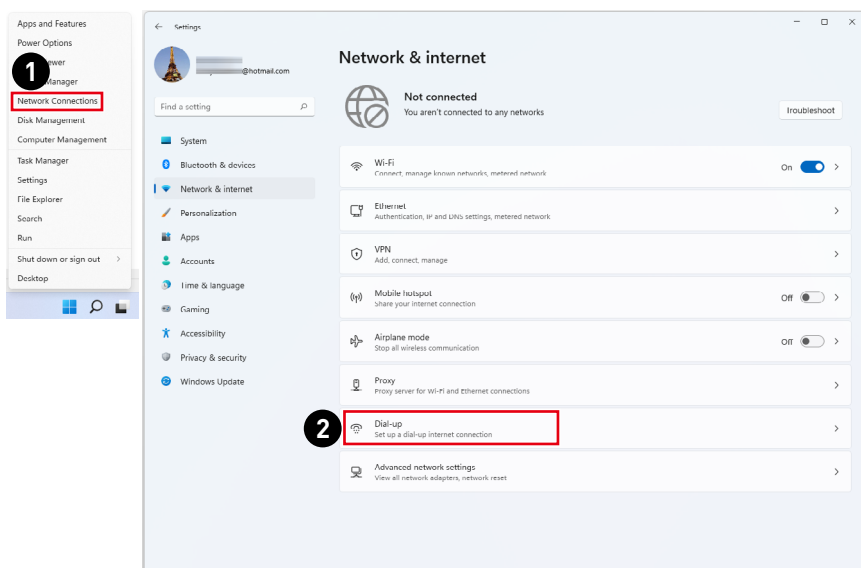 Apps and Features
Power Options
ewer
1
Manager
Network Connections
Disk Management
Computer Management
Task Manager
Settings
File Explorer
Search
Run
Shut down or sign out
Desktop
Settings
@hotmail.com
Find a setting
System
Bluetooth & devices
Network & internet
Personalization
Apps
Accounts
Time & language
Gaming
Accessibility
Privacy & security
Windows Update
Network & internet
Not connected
You aren't connected to any networks
Troubleshoot
Wi-Fi
Connect, manage known networks, metered network
On
Ethernet
Authentication, IP and DNS settings, metered network
VPN
Add, connect, manage
Mobile hotspot
Share your internet connection
Off
Airplane mode
Stop all wireless communication
Off
Proxy
Proxy server for Wi-Fi and Ethernet connections
2
Dial-up
Set up a dial-up internet connection
Advanced network settings
View all network adapters, network reset